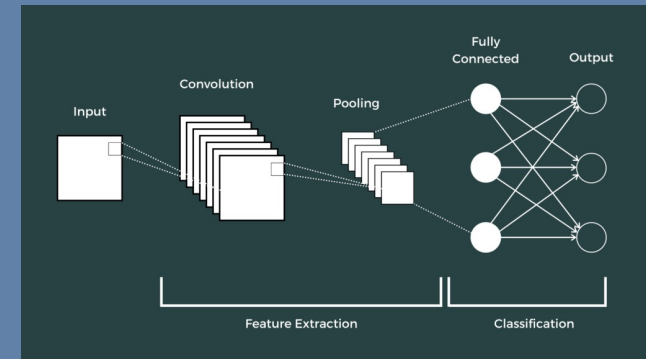 Input
Convolution
Pooling
Fully
Connected
Output
Feature Extraction
Classification